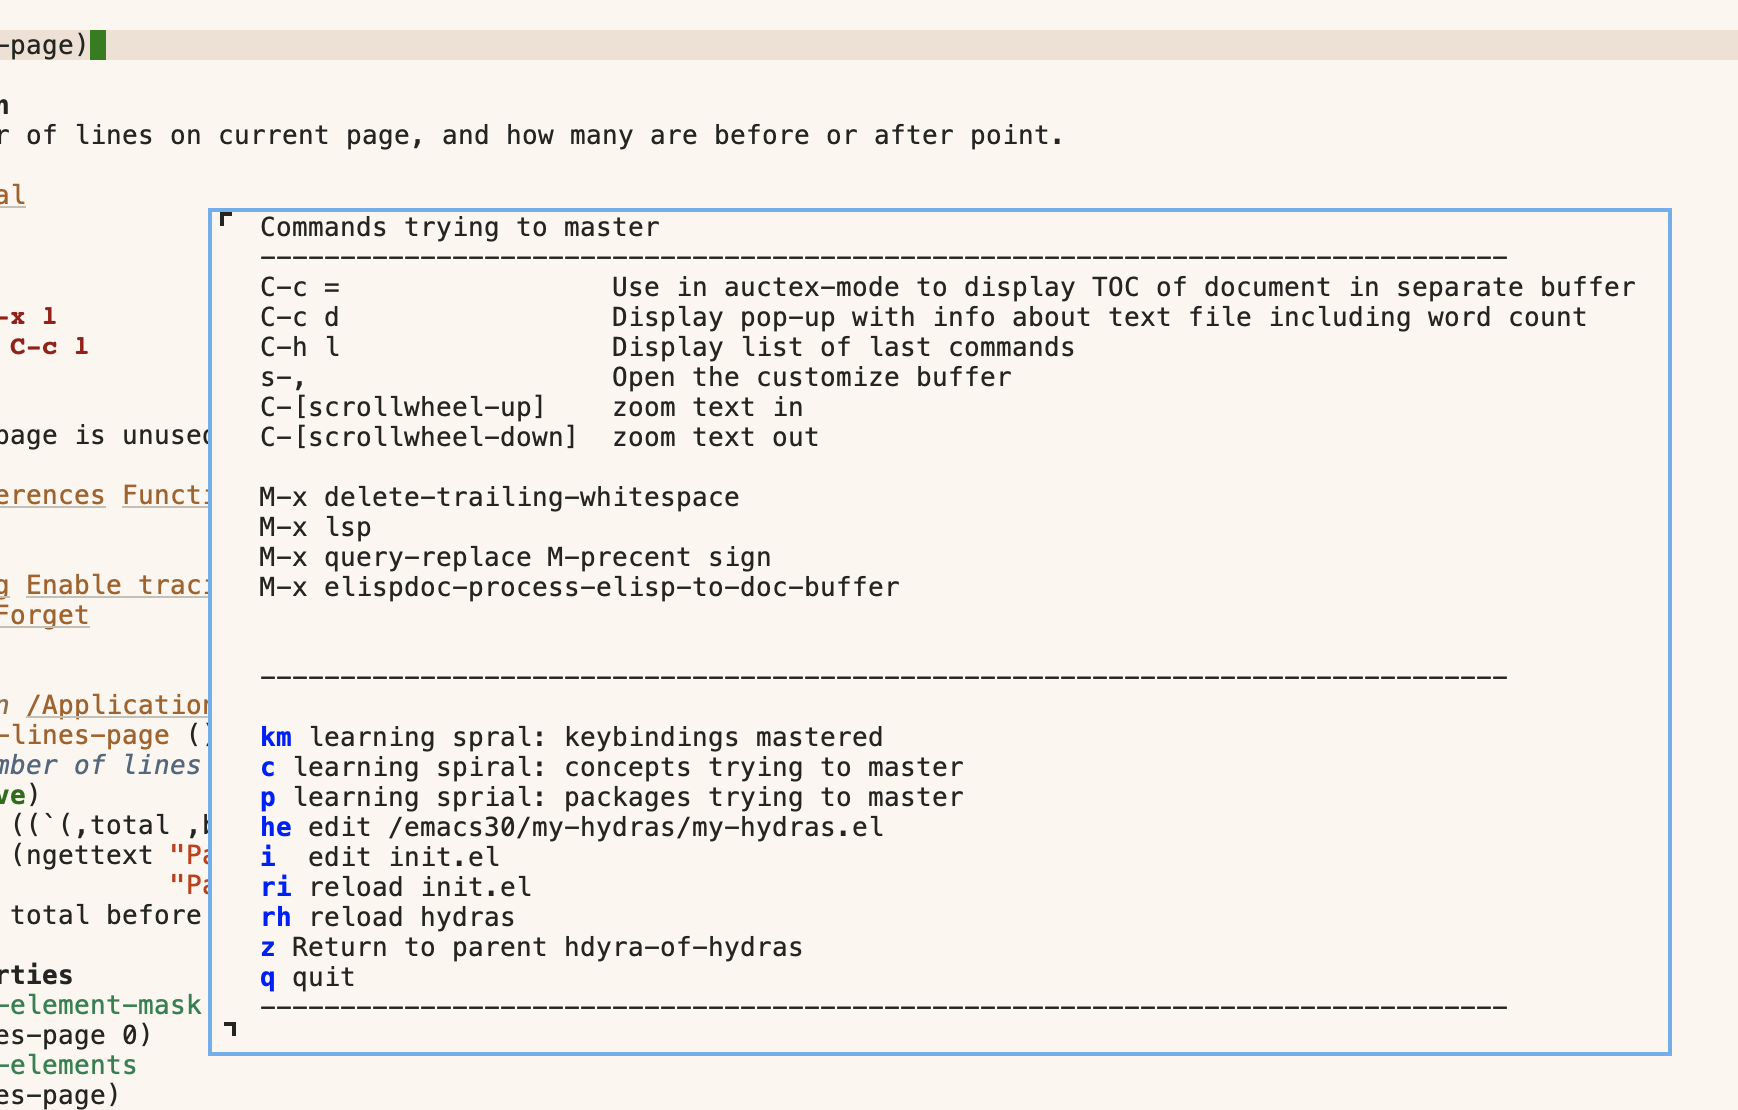 -page)
n
r of lines on current page, and how many are before or after point.
al
-x l
C-c l
page is unused
erences Functi
g Enable traci
Forget
n /Application
-lines-page ()
mber of lines
ve)
((`(,total ,b
(ngettext "Pa
"Pa
total before
rties
-element-mask
es-page 0)
-elements
es-page)
⌜ Commands trying to master
------------------------------------------------------------------------------
C-c = Use in auctex-mode to display TOC of document in separate buffer
C-c d Display pop-up with info about text file including word count
C-h l Display list of last commands
s-, Open the customize buffer
C-[scrollwheel-up] zoom text in
C-[scrollwheel-down] zoom text out
M-x delete-trailing-whitespace
M-x lsp
M-x query-replace M-precent sign
M-x elispdoc-process-elisp-to-doc-buffer
------------------------------------------------------------------------------
km learning spral: keybindings mastered
c learning spiral: concepts trying to master
p learning sprial: packages trying to master
he edit /emacs30/my-hydras/my-hydras.el
i edit init.el
ri reload init.el
rh reload hydras
z Return to parent hdyra-of-hydras
q quit
------------------------------------------------------------------------------